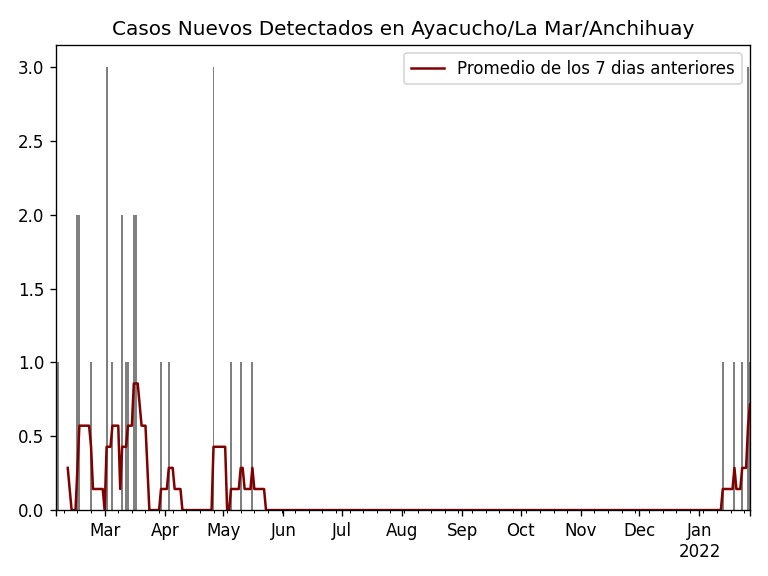 Casos Nuevos Detectados en Ayacucho/La Mar/Anchihuay
Promedio de los 7 dias anteriores
3.0
2.5
2.0
1.5
1.0
0.5
0.0
Mar Apr May Jun Jul Aug Sep Oct Nov Dec Jan
2022